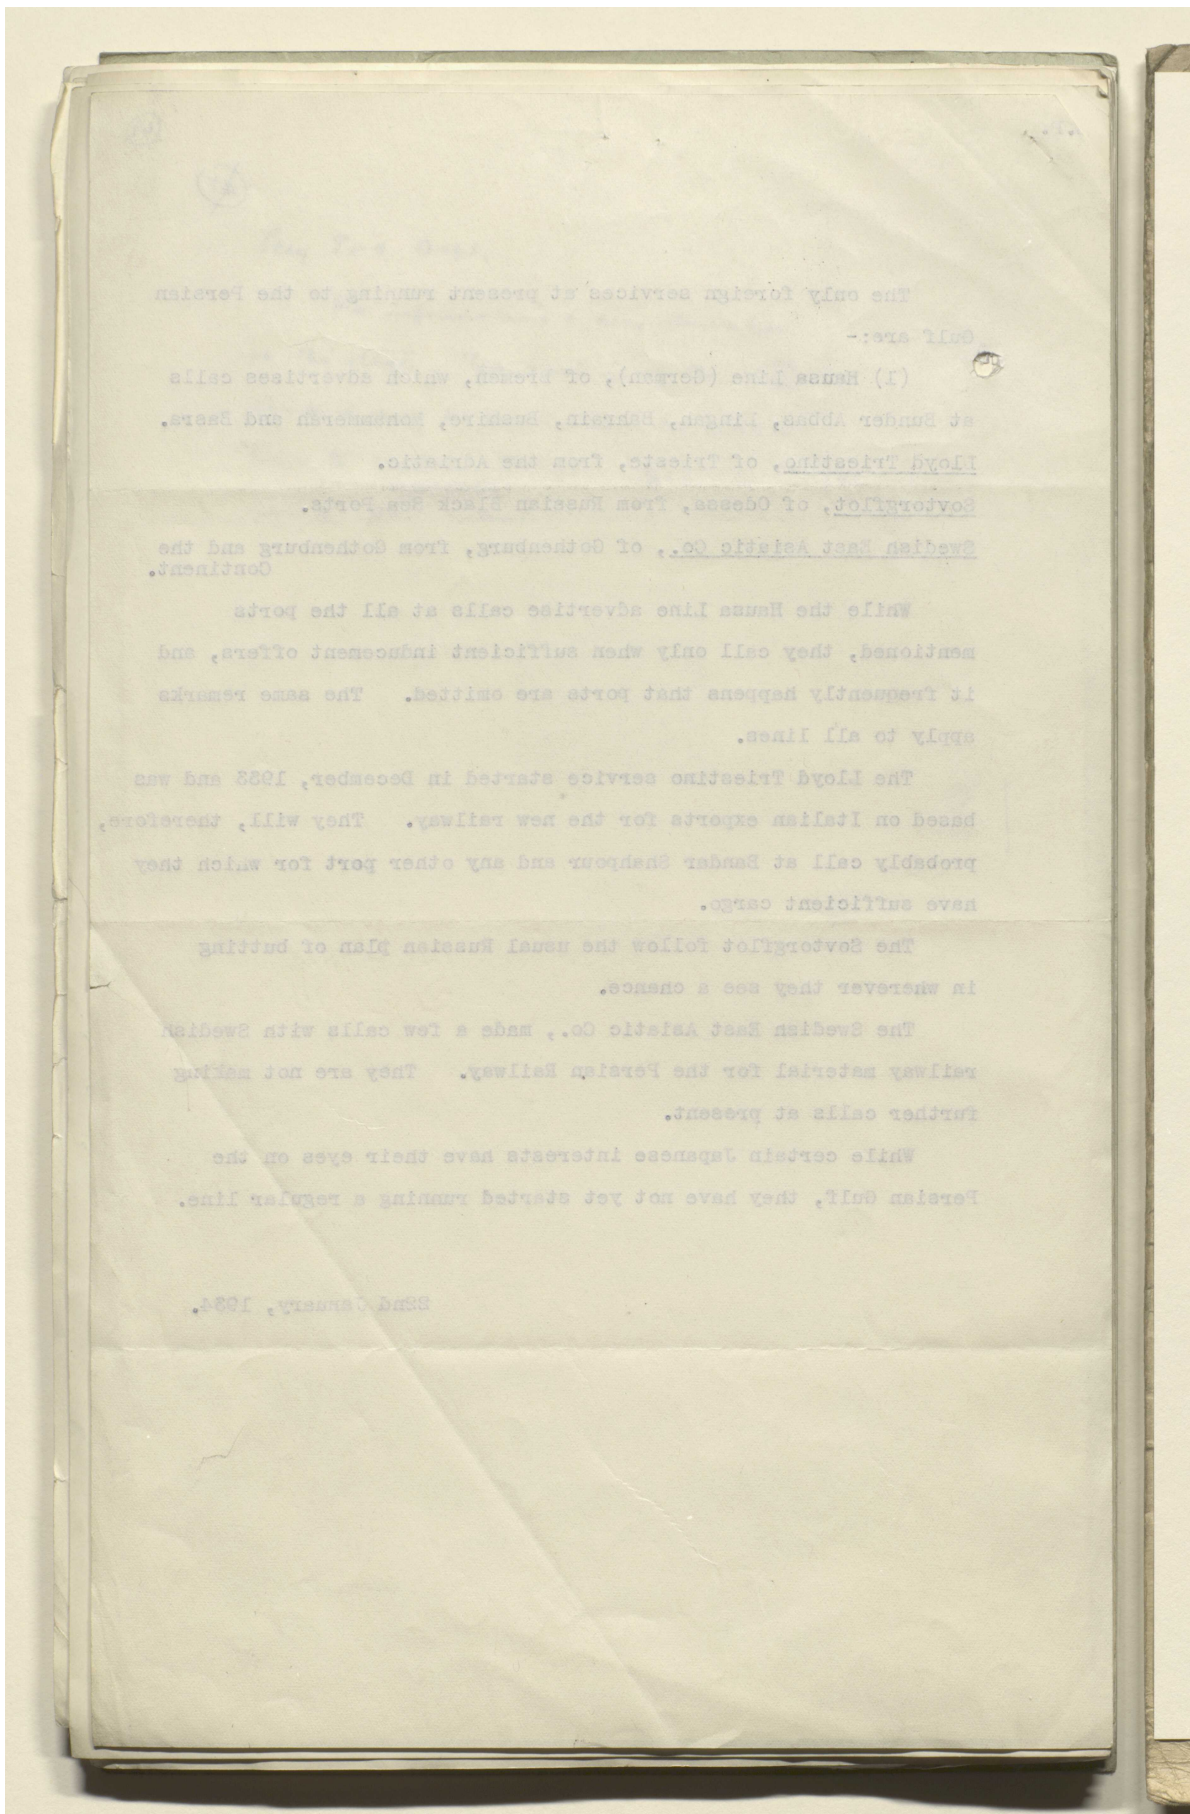 The only foreign services at present running to the Persian
Gulf are:-
(1) Hansa Line (German), of Bremen, which advertises calls
at Bunder Abbas, Lingah, Bahrain, Bushire, Mohammerah and Basra.
Lloyd Triestino, of Trieste, from the Adriatic.
Sovtorgflot, of Odessa, from Russian Black Sea Ports.
Swedish East Asiatic Co., of Gothenburg, from Gothenburg and the
Continent.
While the Hansa Line advertise calls at all the ports
mentioned, they call only when sufficient inducement offers, and
it frequently happens that ports are omitted. The same remarks
apply to all lines.
The Lloyd Triestino service started in December, 1933 and was
based on Italian exports for the new railway. They will, therefore,
probably call at Bandar Shahpour and any other port for which they
have sufficient cargo.
The Sovtorgflot follow the usual Russian plan of butting
in wherever they see a chance.
The Swedish East Asiatic Co., made a few calls with Swedish
railway material for the Persian Railway. They are not making
further calls at present.
While certain Japanese interests have their eyes on the
Persian Gulf, they have not yet started running a regular line.
22nd January, 1934.